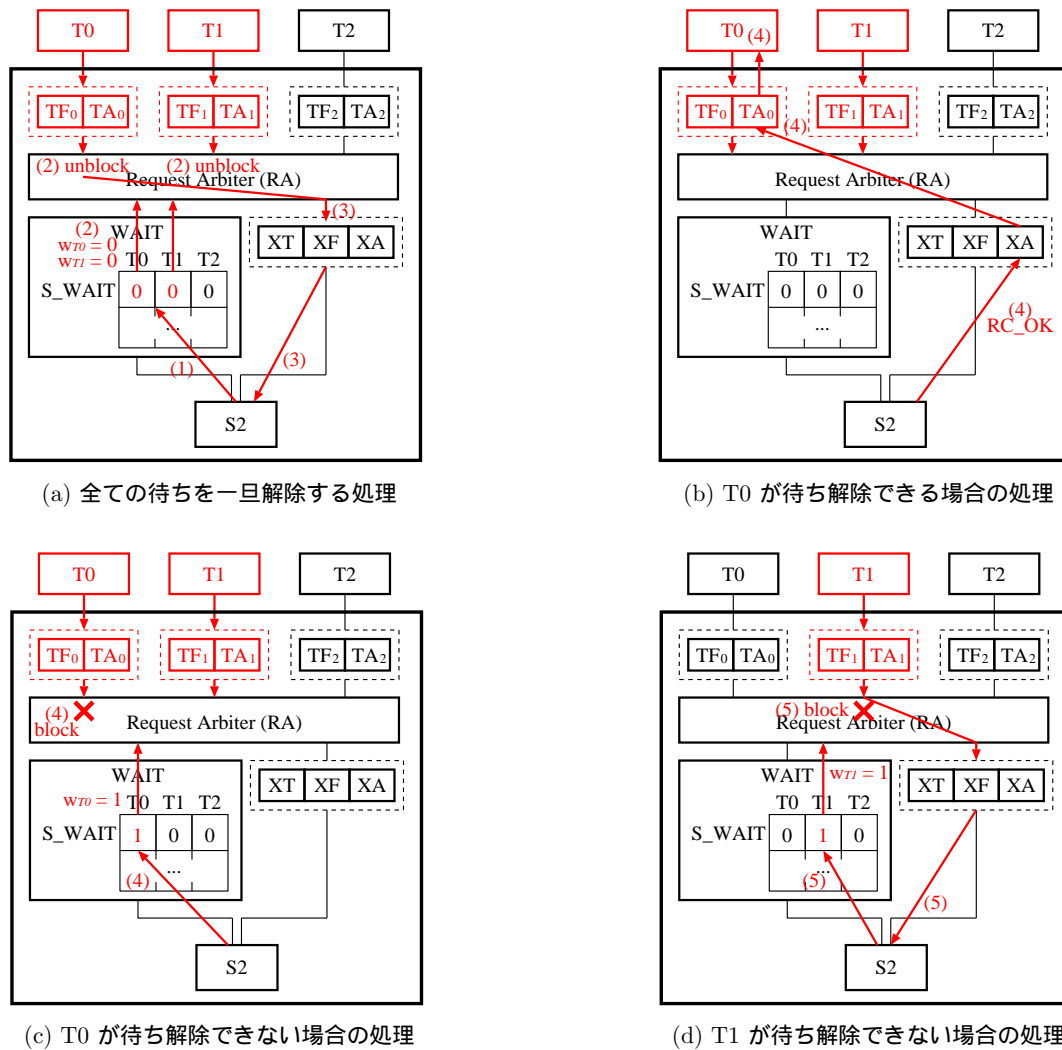 T0 T1 T2
TF0 TA0 TF1 TA1 TF2 TA2
(2) unblock (2) unblock
Request Arbiter (RA)
(2) (3)
WAIT
wT0 = 0
wT1 = 0
T0 T1 T2
XT XF XA
S_WAIT 0 0 0
...
(1) (3)
S2
(a) 全ての待ちを一旦解除する処理
T0 (4) T1 T2
TF0 TA0 TF1 TA1 TF2 TA2
(4)
Request Arbiter (RA)
WAIT
XT XF XA
T0 T1 T2
S_WAIT 0 0 0
...
(4)
RC_OK
S2
(b) T0 が待ち解除できる場合の処理
T0 T1 T2
TF0 TA0 TF1 TA1 TF2 TA2
(4)
block
Request Arbiter (RA)
WAIT
XT XF XA
wT0 = 1
T0 T1 T2
S_WAIT 1 0 0
...
(4)
S2
(c) T0 が待ち解除できない場合の処理
T0 T1 T2
TF0 TA0 TF1 TA1 TF2 TA2
(5) block
Request Arbiter (RA)
WAIT
wT1 = 1
XT XF XA
T0 T1 T2
S_WAIT 0 1 0
...
(5) (5)
S2
(d) T1 が待ち解除できない場合の処理